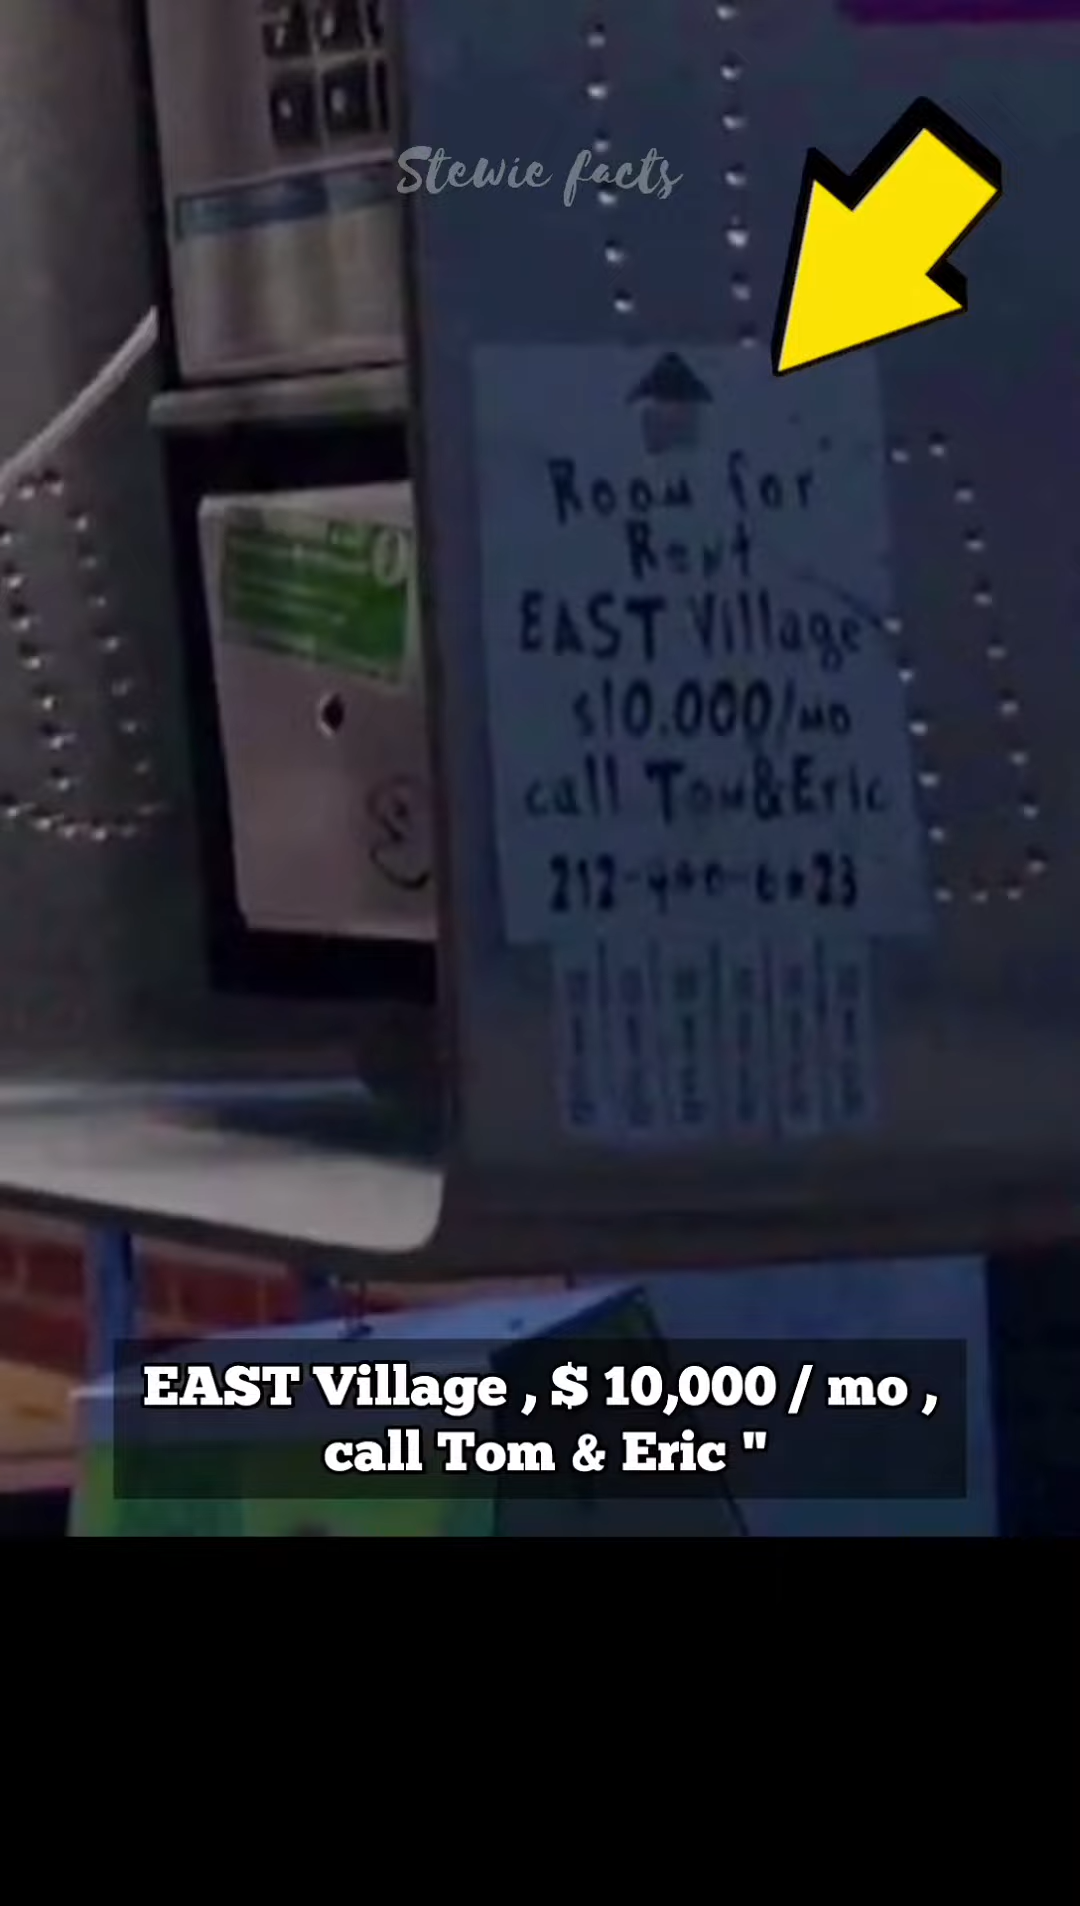 Stewie facts
Room for
Rent
EAST Village
$10.000/mo
call Tom&Eric
EAST Village , $ 10,000 / mo ,
call Tom & Eric "